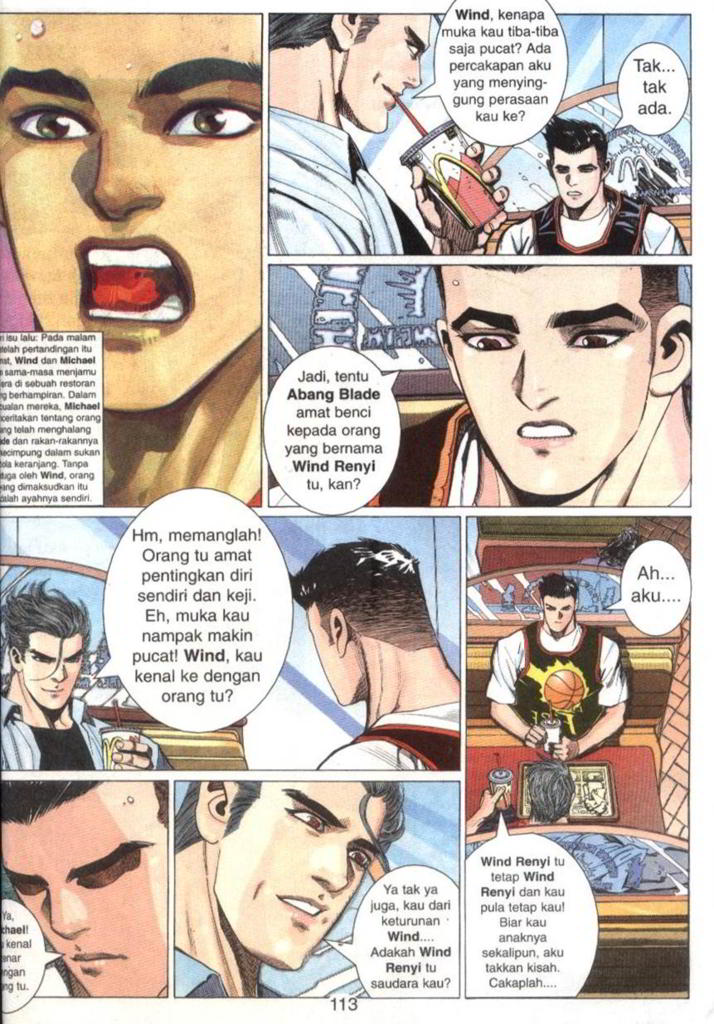 Wind, kenapa
muka kau tiba-tiba
saja pucat? Ada
percakapan aku
yang menying-
gung perasaan
kau ke?
Tak...
tak
ada.
isu lalu: Pada malam
pertandingan itu
Wind dan Michael
sama-masa menjamu
di sebuah restoran
berhampiran. Dalam
mereka, Michael
tentang orang
telah menghalang
dan rakan-rakannya
dalam sukan
keranjang. Tanpa
oleh Wind, orang
dimaksudkan itu
ayahnya sendiri.
Jadi, tentu
Abang Blade
amat benci
kepada orang
yang bernama
Wind Renyi
tu, kan?
Hm, memanglah!
Orang tu amat
pentingkan diri
sendiri dan keji.
Eh, muka kau
nampak makin
pucat! Wind, kau
kenal ke dengan
orang tu?
Ah...
aku....
Ya,
kenal
tu.
Ya tak ya
juga, kau dari
keturunan
Wind....
Adakah Wind
Renyi tu
saudara kau?
Wind Renyi tu
tetap Wind
Renyi dan kau
pula tetap kau!
Biar kau
anaknya
sekalipun, aku
takkan kisah.
Cakaplah....
113